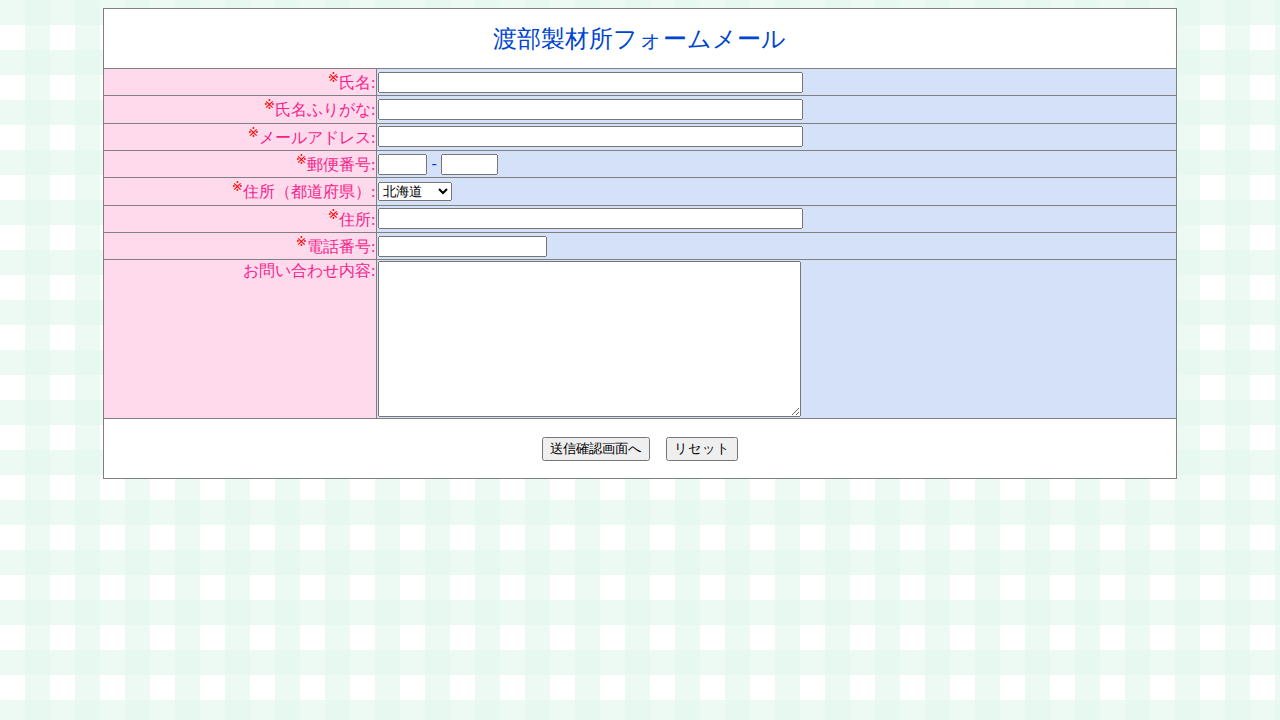 渡部製材所フォームメール
※氏名:
※氏名ふりがな:
※メールアドレス:
※郵便番号: -
※住所（都道府県）: 北海道
※住所:
※電話番号:
お問い合わせ内容:
送信確認画面へ リセット